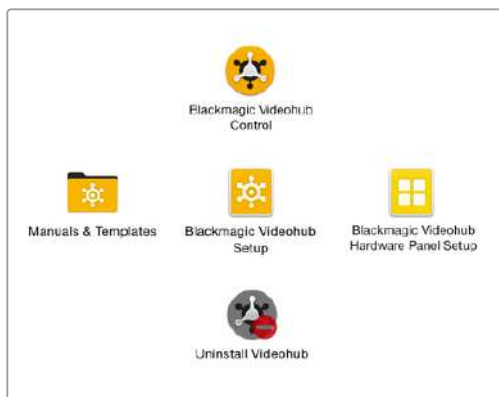 Blackmagic Videohub
Control
Manuals & Templates
Blackmagic Videohub
Setup
Blackmagic Videohub
Hardware Panel Setup
Uninstall Videohub